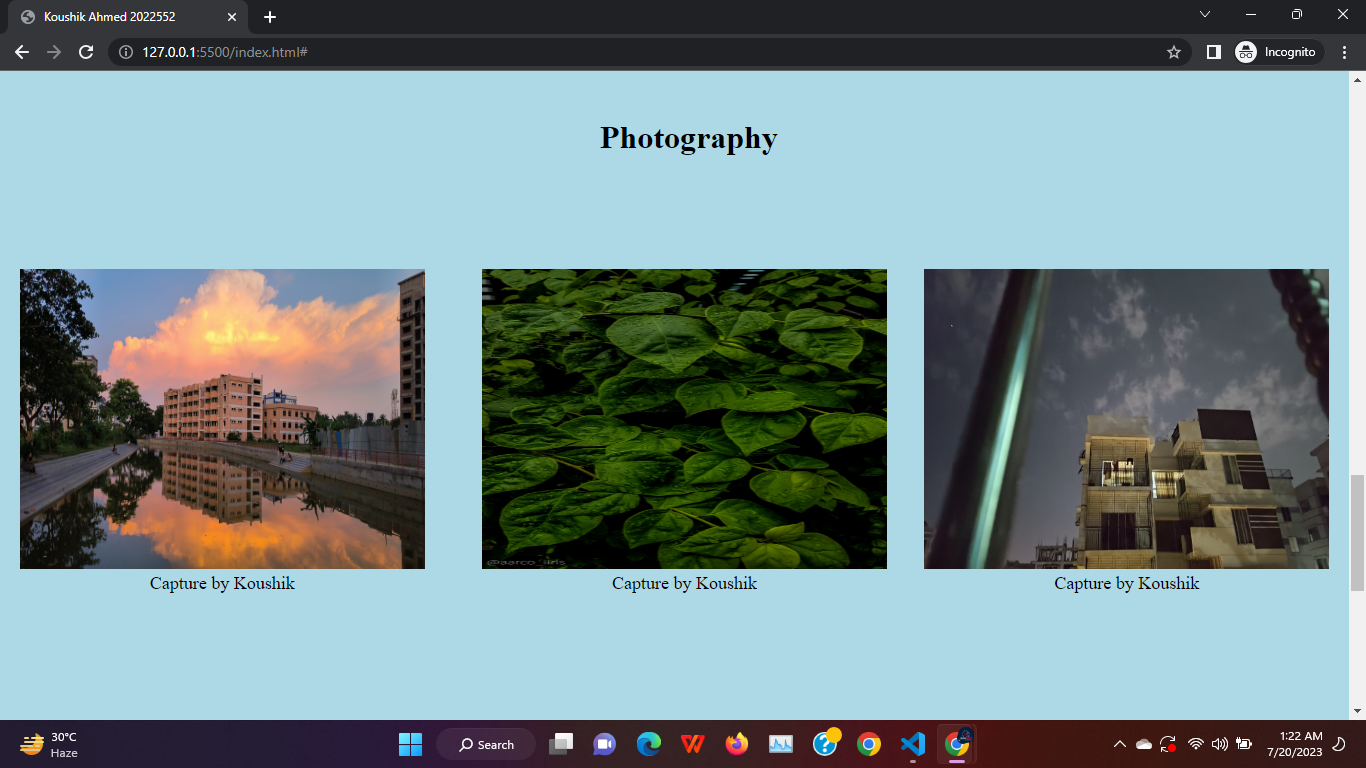 Koushik Ahmed 2022552
127.0.0.1:5500/index.html#
Incognito
Photography
Capture by Koushik
Capture by Koushik
Capture by Koushik
30°C
Haze
Search
1:22 AM
7/20/2023